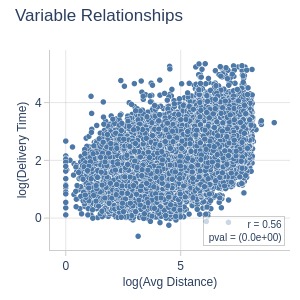 Variable Relationships
log(Delivery Time)
4
2
0
r = 0.56
pval = (0.0e+00)
0
5
log(Avg Distance)